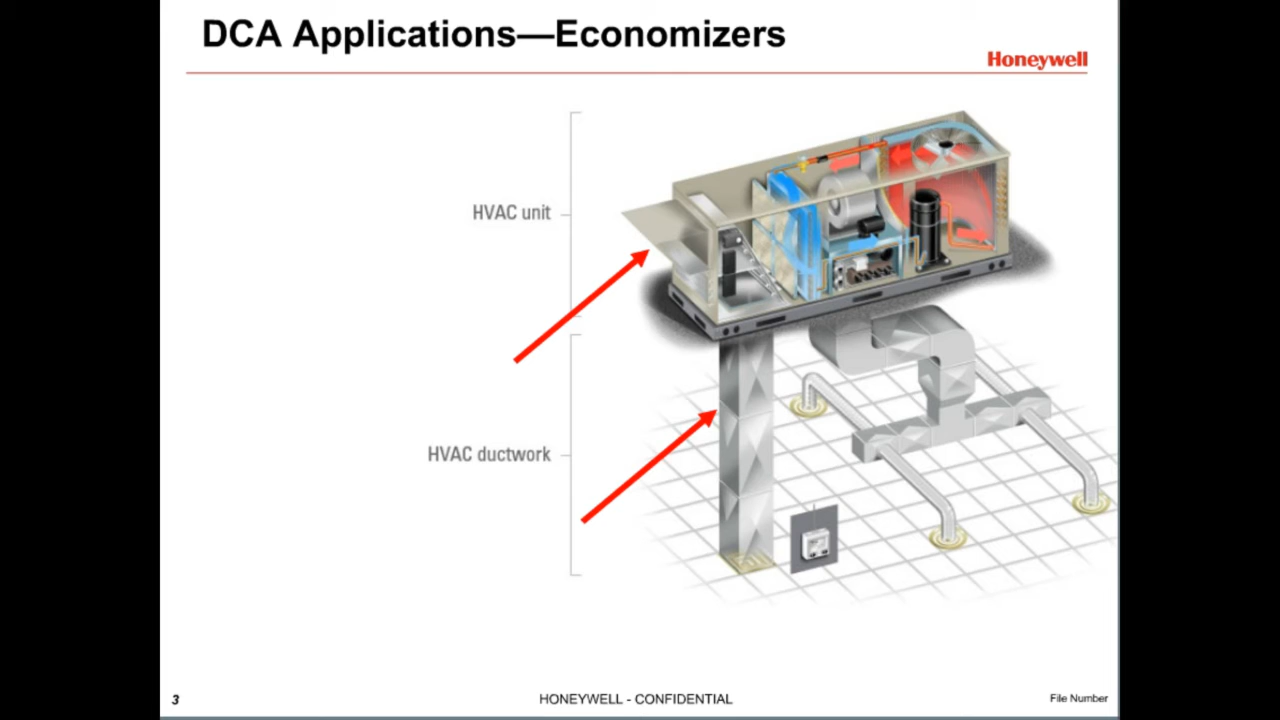 DCA Applications—Economizers
Honeywell
HVAC unit
HVAC ductwork
3
HONEYWELL - CONFIDENTIAL
File Number